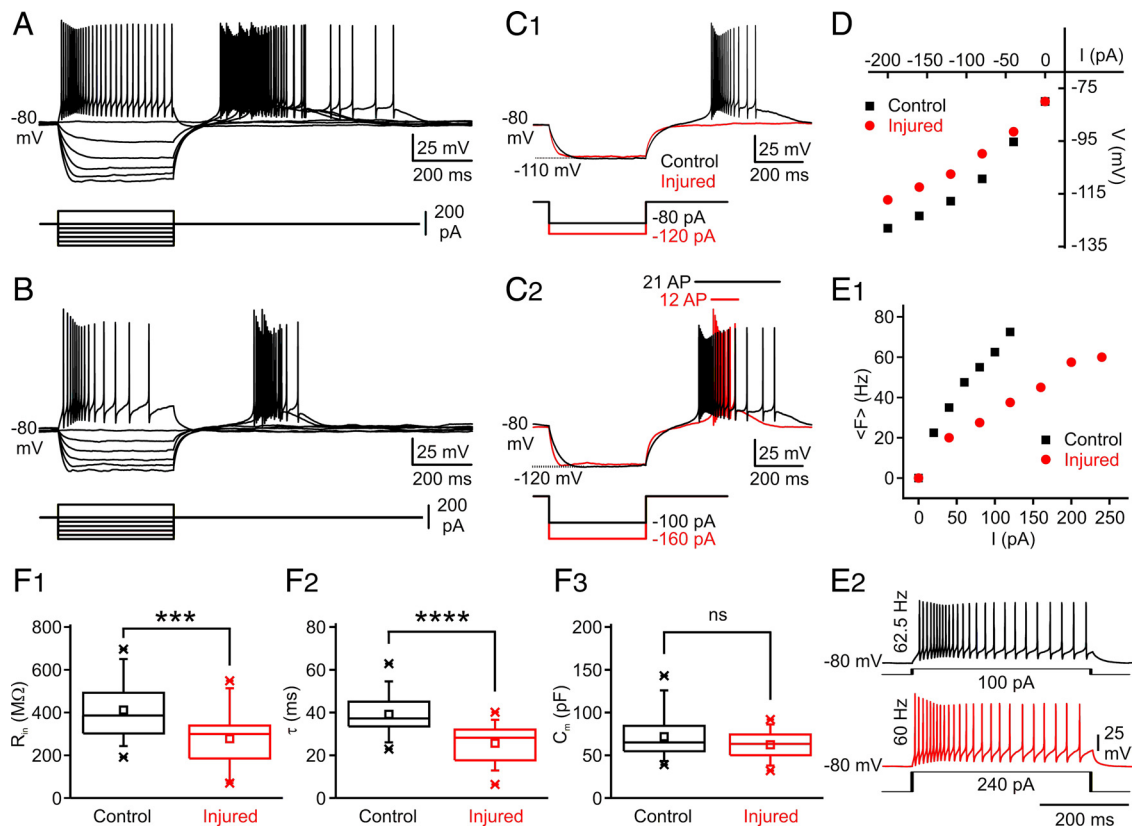 A
-80
mV
25 mV
200 ms
200
pA
B
-80
mV
25 mV
200 ms
200
pA
C1
-80
mV
-110 mV
Control
Injured
25 mV
200 ms
-80 pA
-120 pA
C2
21 AP
12 AP
-80
mV
-120 mV
25 mV
200 ms
-100 pA
-160 pA
D
-200 -150 -100 -50 0
I (pA)
Control
Injured
-75
-95
-115
-135
V (mV)
E1
80
60
40
20
0
<F> (Hz)
Control
Injured
0 50 100 150 200 250
I (pA)
E2
62.5 Hz
-80 mV
100 pA
60 Hz
25
mV
-80 mV
240 pA
200 ms
F1
***
800
600
400
200
0
Rin (MΩ)
Control Injured
F2
****
80
60
40
20
0
τ (ms)
Control Injured
F3
ns
200
150
100
50
0
Cm (pF)
Control Injured